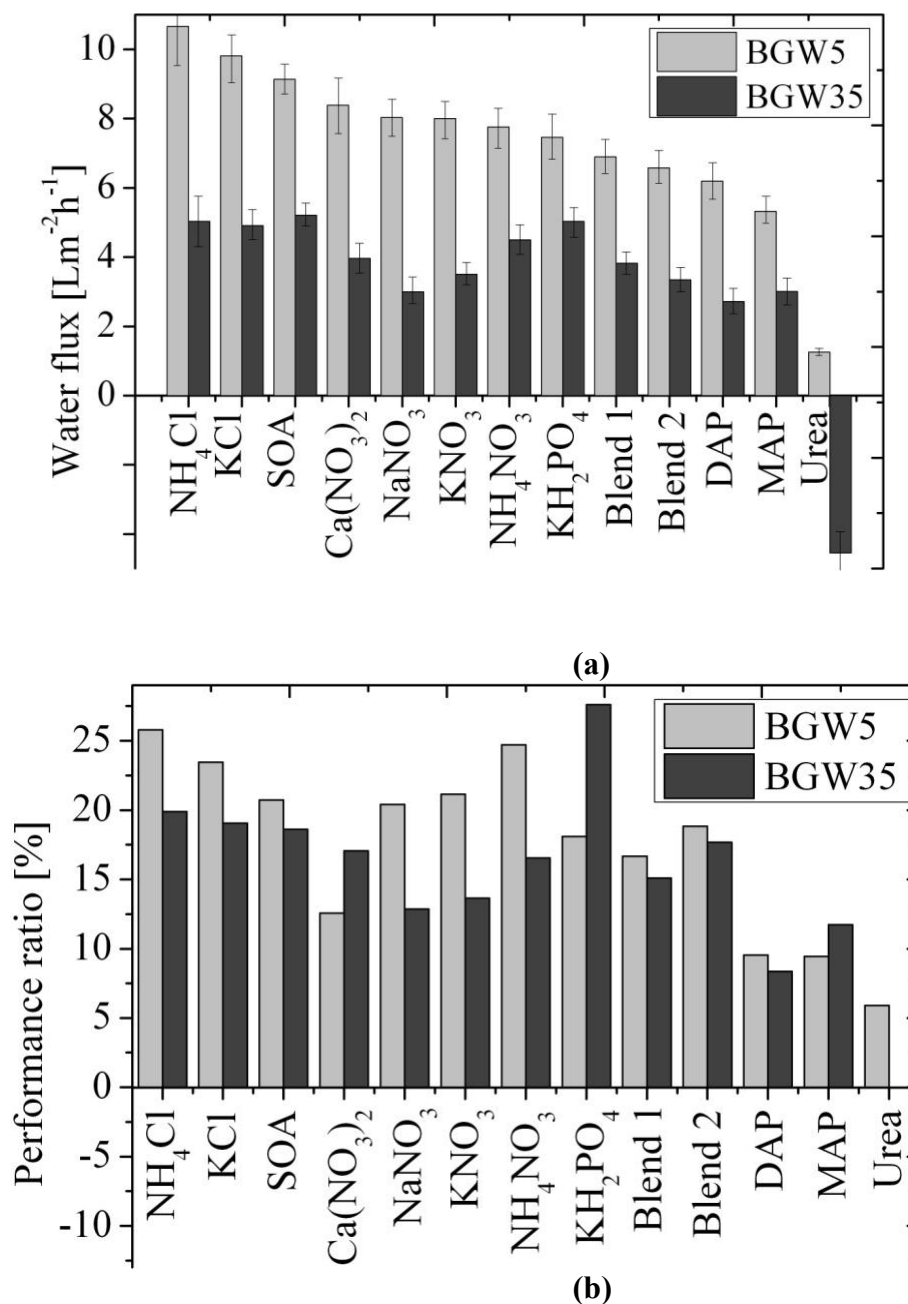 10
8
6
4
2
0
Water flux [Lm⁻²h⁻¹]
BGW5
BGW35
NH₄Cl
KCl
SOA
Ca(NO₃)₂
NaNO₃
KNO₃
NH₄NO₃
KH₂PO₄
Blend 1
Blend 2
DAP
MAP
Urea
(a)
25
20
15
10
5
0
-5
-10
Performance ratio [%]
BGW5
BGW35
NH₄Cl
KCl
SOA
Ca(NO₃)₂
NaNO₃
KNO₃
NH₄NO₃
KH₂PO₄
Blend 1
Blend 2
DAP
MAP
Urea
(b)